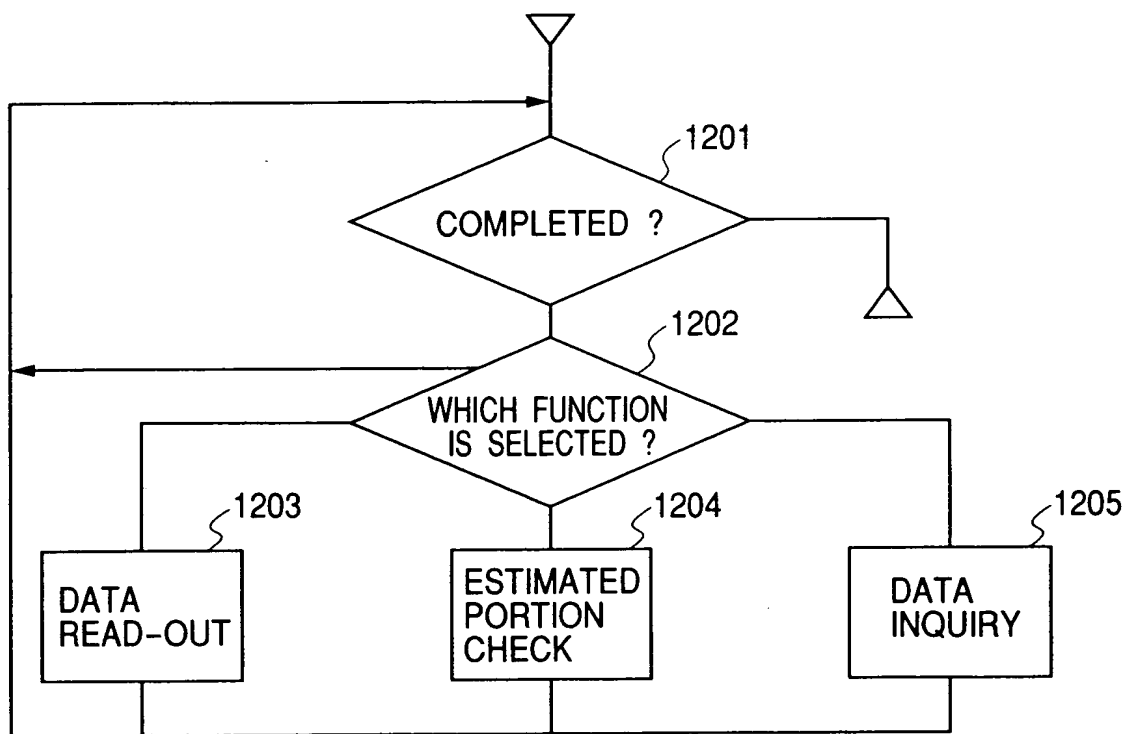 1201
COMPLETED ?
1202
WHICH FUNCTION
IS SELECTED ?
1203
DATA
READ-OUT
1204
ESTIMATED
PORTION
CHECK
1205
DATA
INQUIRY